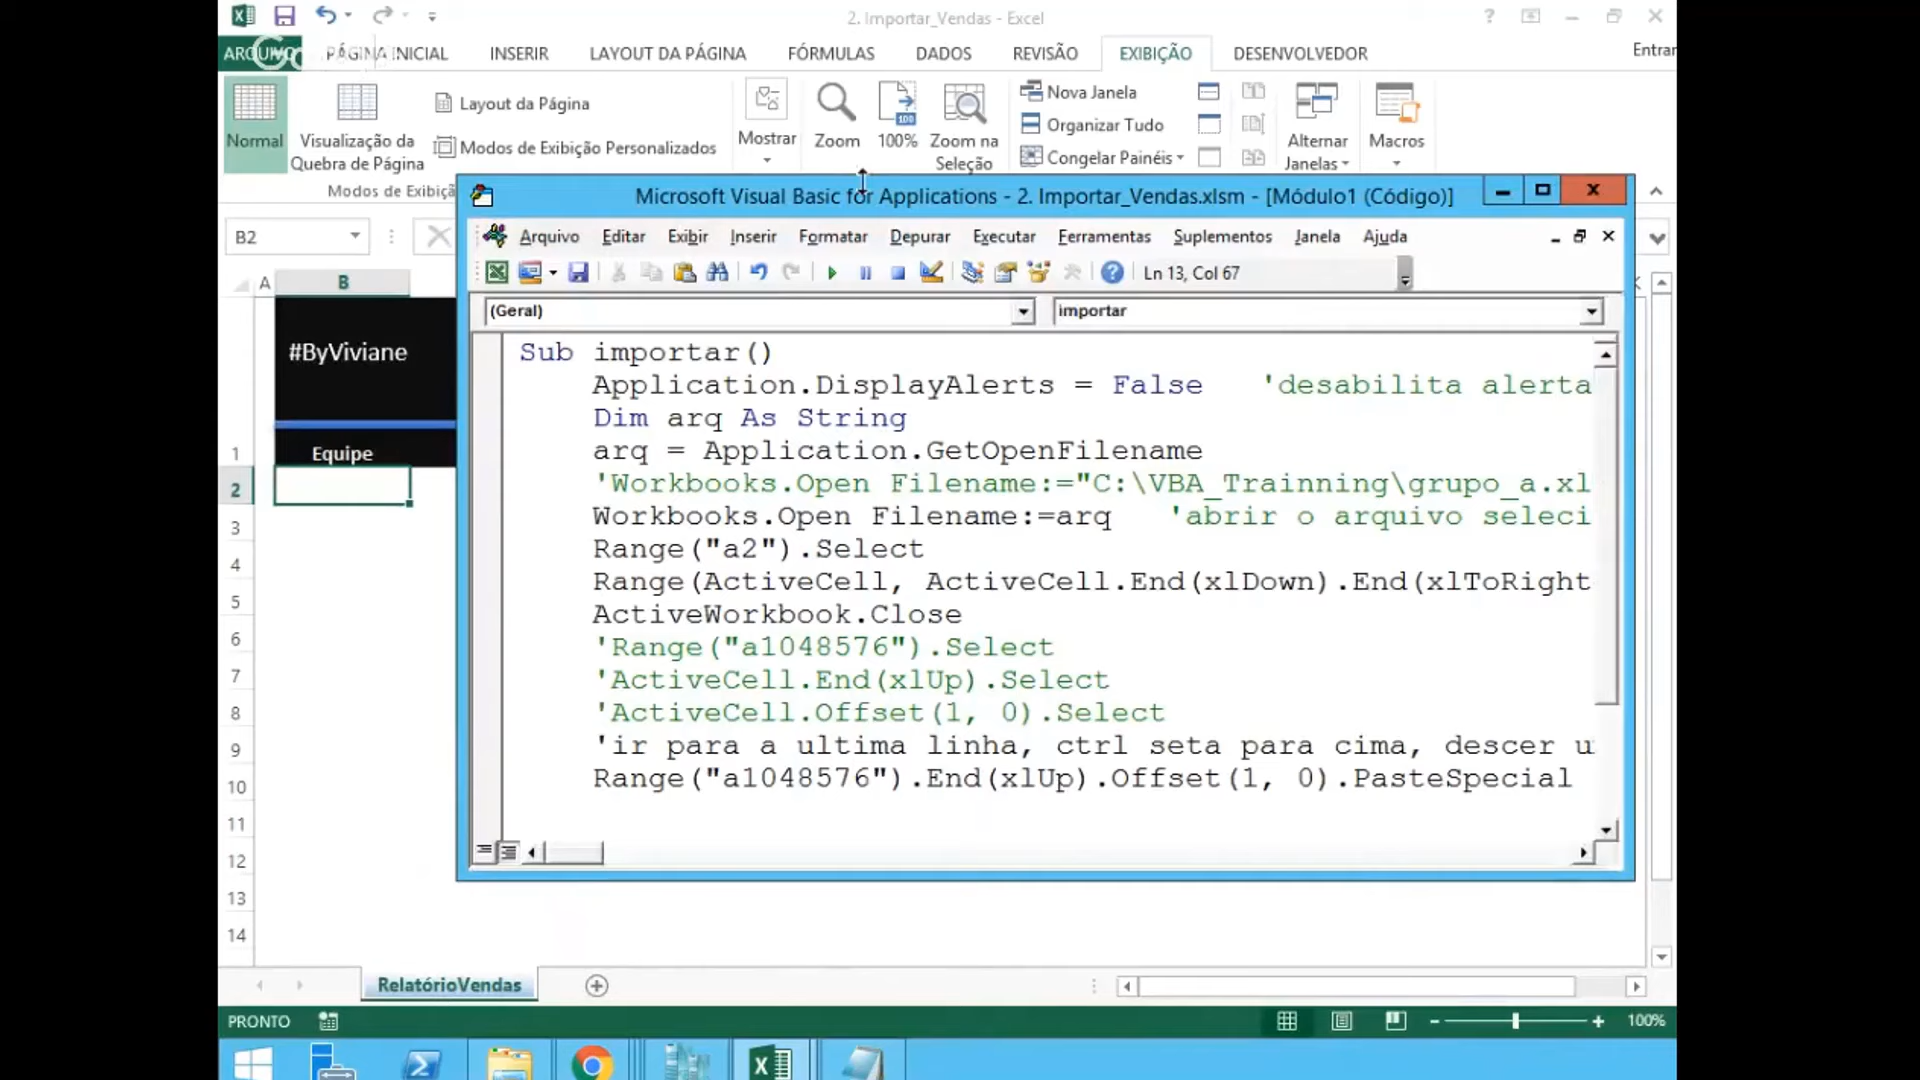 2. Importar_Vendas - Excel
ARQUIVO PÁGINA INICIAL INSERIR LAYOUT DA PÁGINA FÓRMULAS DADOS REVISÃO EXIBIÇÃO DESENVOLVEDOR Entrar
Normal
Visualização da
Quebra de Página
Layout da Página
Modos de Exibição Personalizados
Mostrar
Zoom
100%
Zoom na
Seleção
Nova Janela
Organizar Tudo
Congelar Painéis
Alternar
Janelas
Macros
Modos de Exibiçã
B2
Microsoft Visual Basic for Applications - 2. Importar_Vendas.xlsm - [Módulo1 (Código)]
Arquivo Editar Exibir Inserir Formatar Depurar Executar Ferramentas Suplementos Janela Ajuda
Ln 13, Col 67
(Geral) importar
Sub importar()
Application.DisplayAlerts = False 'desabilita alerta
Dim arq As String
arq = Application.GetOpenFilename
'Workbooks.Open Filename:="C:\VBA_Trainning\grupo_a.xl
Workbooks.Open Filename:=arq 'abrir o arquivo seleci
Range("a2").Select
Range(ActiveCell, ActiveCell.End(xlDown).End(xlToRight
ActiveWorkbook.Close
'Range("a1048576").Select
'ActiveCell.End(xlUp).Select
'ActiveCell.Offset(1, 0).Select
'ir para a ultima linha, ctrl seta para cima, descer u
Range("a1048576").End(xlUp).Offset(1, 0).PasteSpecial
A B
#ByViviane
1 Equipe
2
3
4
5
6
7
8
9
10
11
12
13
14
RelatórioVendas
PRONTO 100%